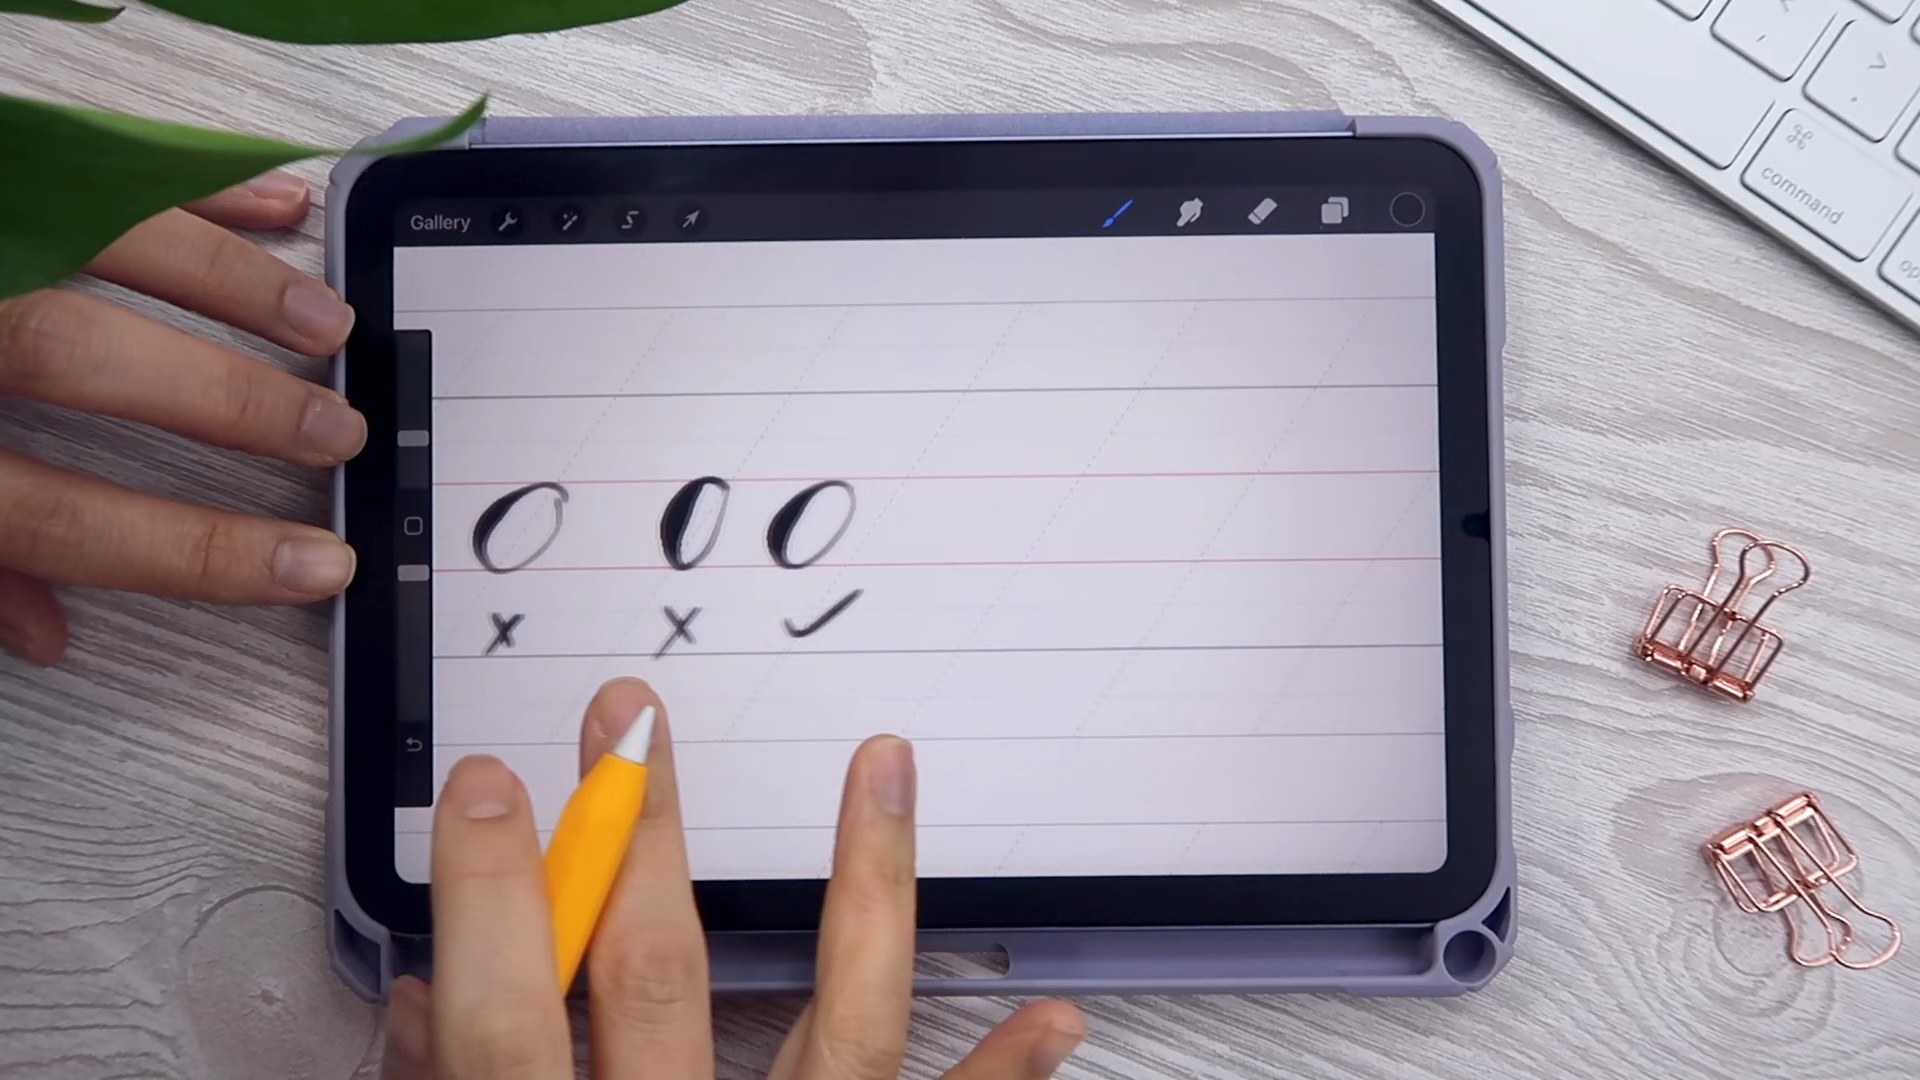 Gallery
O O O
x x ✓
⌘
command